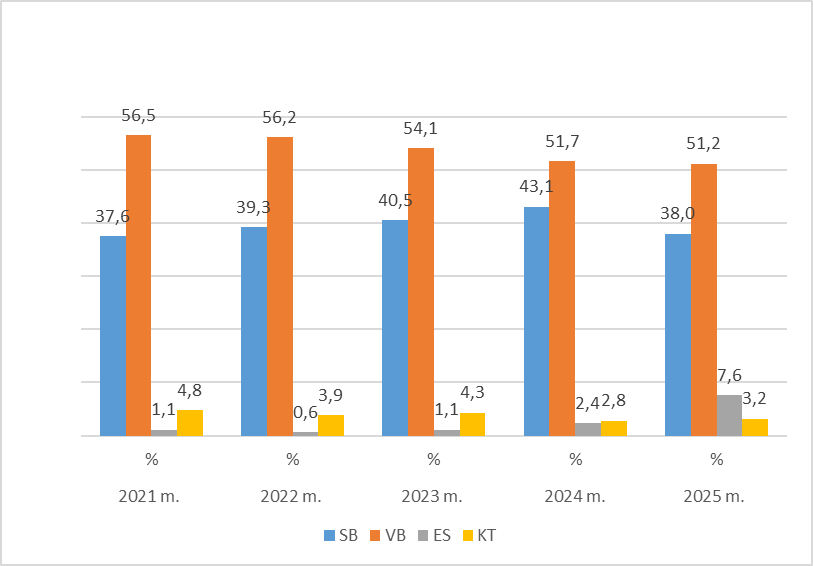 56,5 56,2 54,1 51,7 51,2
37,6 39,3 40,5 43,1 38,0
1,1 4,8 0,6 3,9 1,1 4,3 2,4 2,8 7,6 3,2
% % % % %
2021 m. 2022 m. 2023 m. 2024 m. 2025 m.
SB VB ES KT